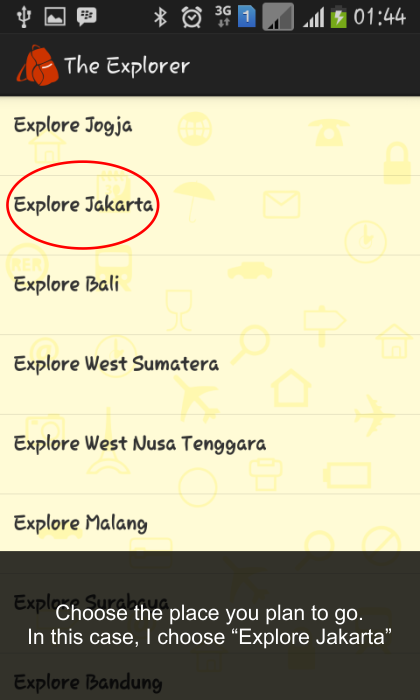 3G 1 01:44
The Explorer
Explore Jogja
Explore Jakarta
Explore Bali
Explore West Sumatera
Explore West Nusa Tenggara
Explore Malang
Explore Surabaya
Choose the place you plan to go.
In this case, I choose “Explore Jakarta”
Explore Bandung